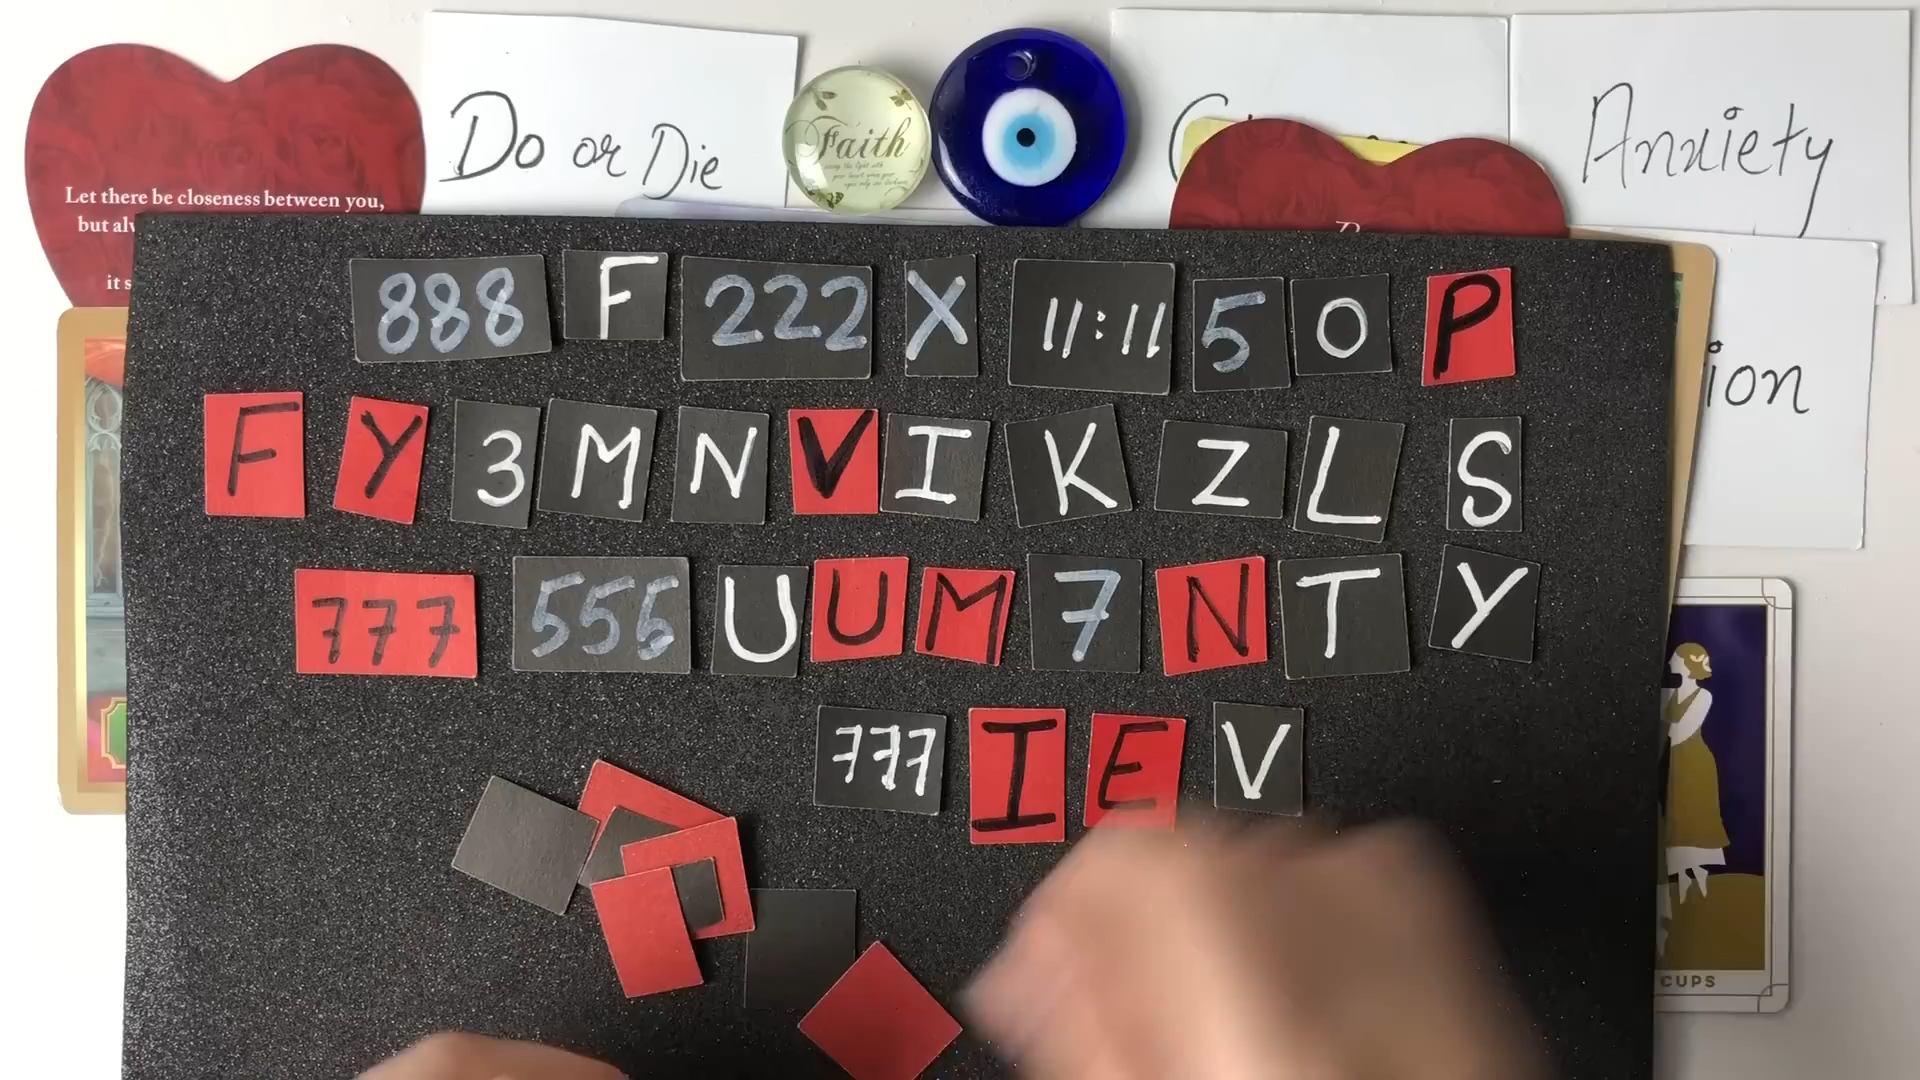 Let there be closeness between you,
Do or Die
Faith
Anxiety
888 F 222 X 11:11 5 O P
F Y 3 M N V I K Z L S
777 555 U U M 7 N T Y
777 I E V
CUPS